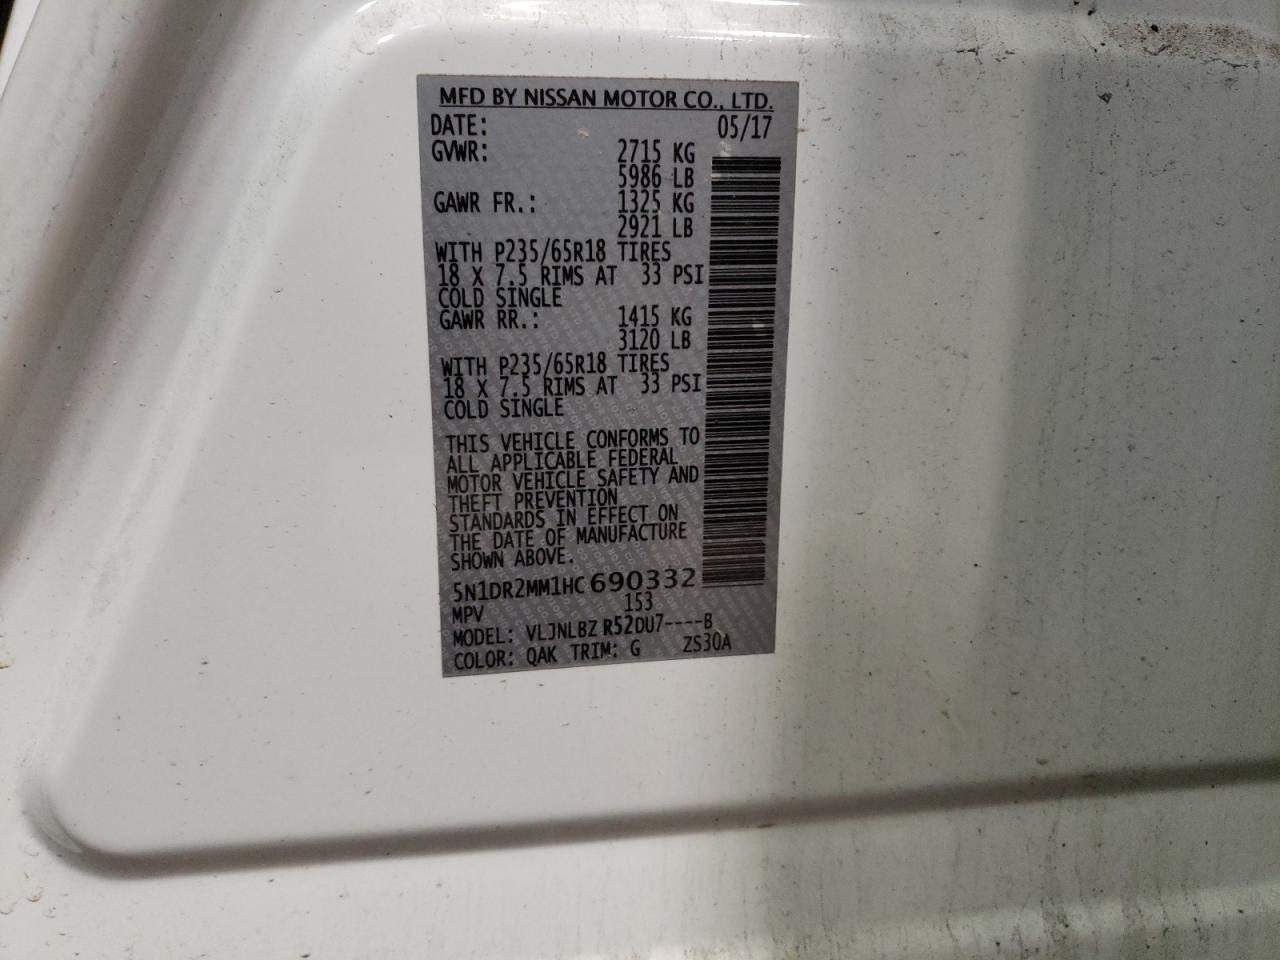 MFD BY NISSAN MOTOR CO., LTD.
DATE: 05/17
GVWR: 2715 KG
5986 LB
GAWR FR.: 1325 KG
2921 LB
WITH P235/65R18 TIRES
18 X 7.5 RIMS AT 33 PSI
COLD SINGLE
GAWR RR.: 1415 KG
3120 LB
WITH P235/65R18 TIRES
18 X 7.5 RIMS AT 33 PSI
COLD SINGLE
THIS VEHICLE CONFORMS TO
ALL APPLICABLE FEDERAL
MOTOR VEHICLE SAFETY AND
THEFT PREVENTION
STANDARDS IN EFFECT ON
THE DATE OF MANUFACTURE
SHOWN ABOVE.
5N1DR2MM1HC690332
MPV 153
MODEL: VLJNLBZ R52DU7----B
COLOR: QAK TRIM: G ZS30A